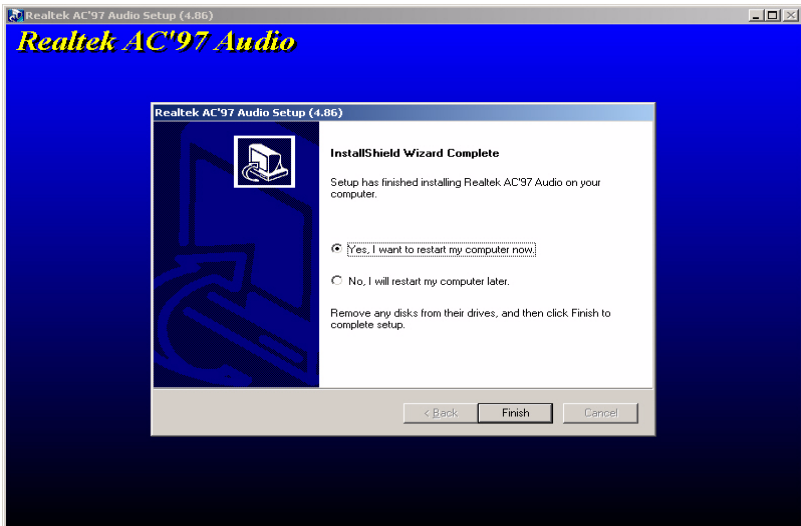 Realtek AC'97 Audio Setup (4.86)
Realtek AC'97 Audio
Realtek AC'97 Audio Setup (4.86)
InstallShield Wizard Complete
Setup has finished installing Realtek AC'97 Audio on your
computer.
Yes, I want to restart my computer now.
No, I will restart my computer later.
Remove any disks from their drives, and then click Finish to
complete setup.
< Back Finish Cancel